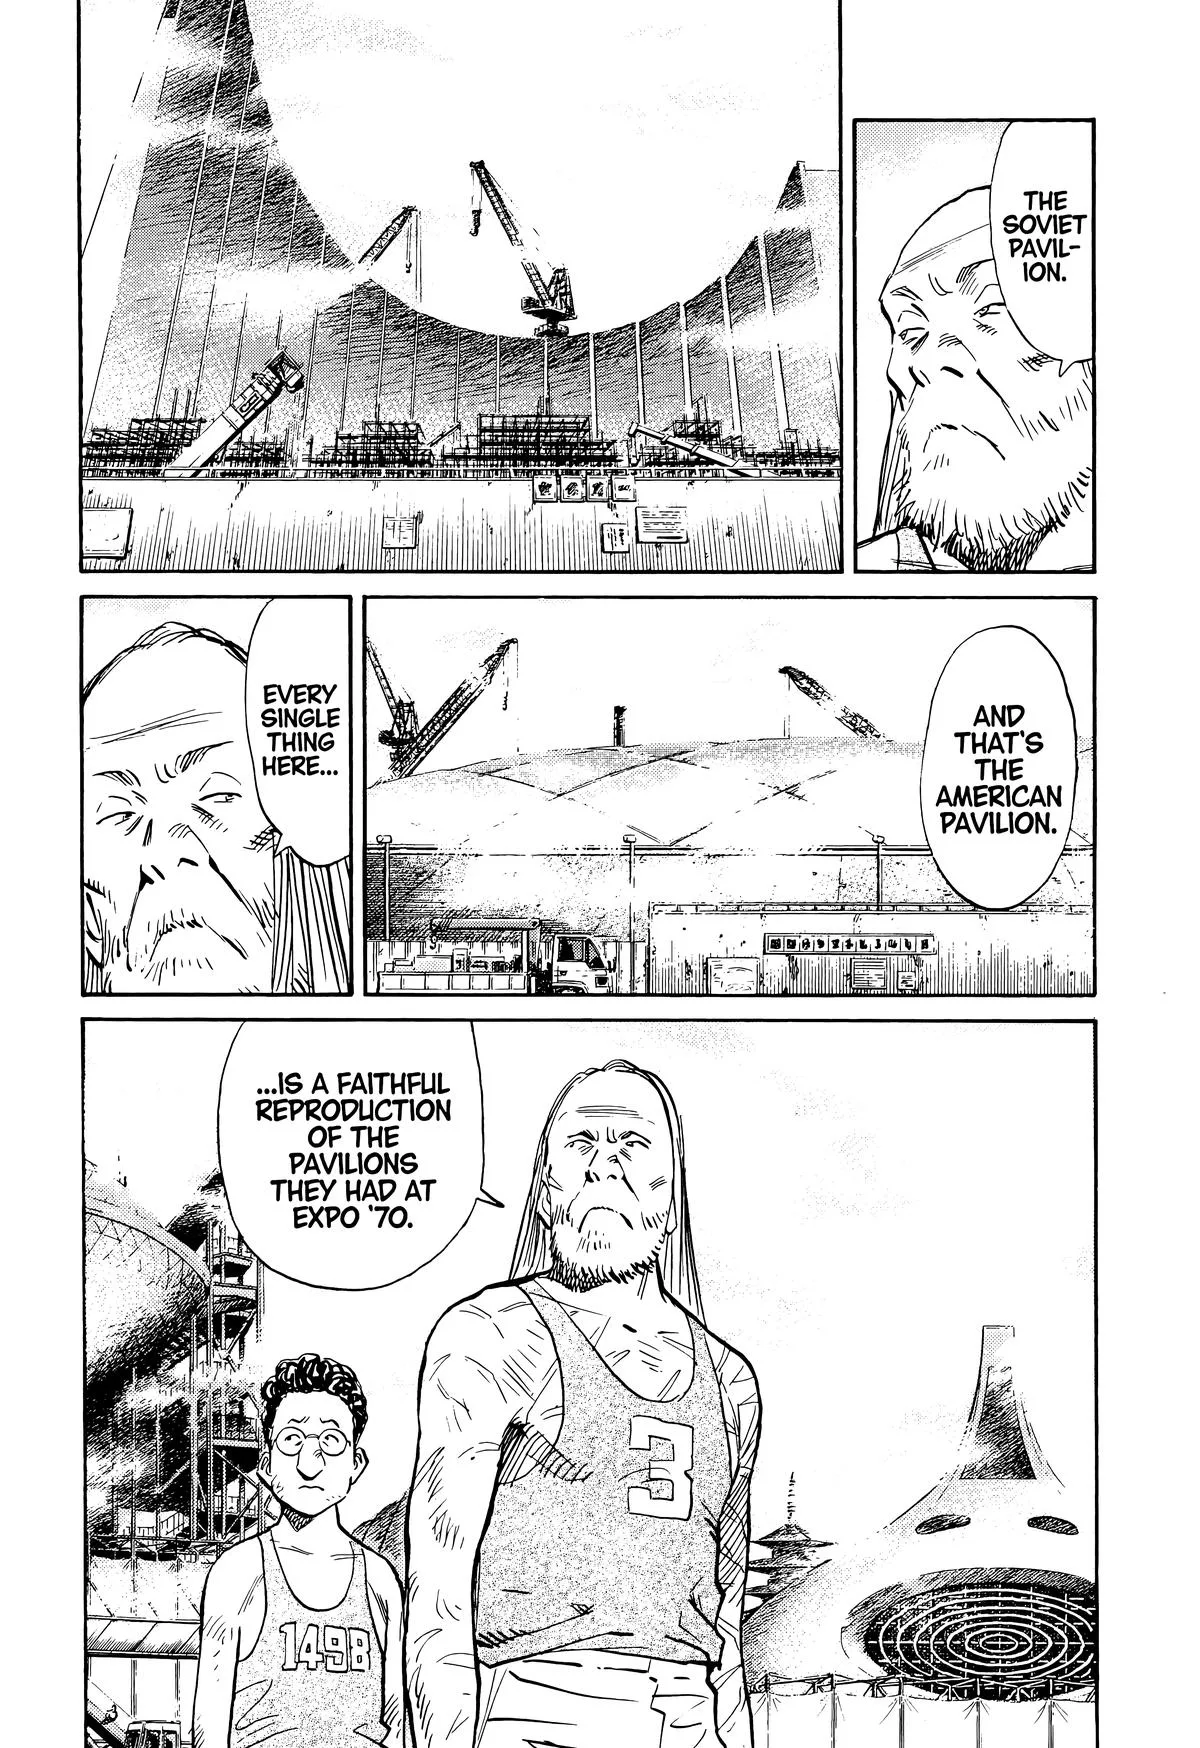 THE
SOVIET
PAVIL-
ION.
AND
THAT'S
THE
AMERICAN
PAVILION.
EVERY
SINGLE
THING
HERE...
...IS A FAITHFUL
REPRODUCTION
OF THE
PAVILIONS
THEY HAD AT
EXPO '70.
3
1498